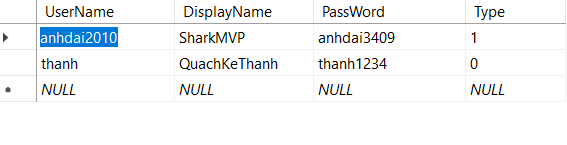 UserName DisplayName PassWord Type
anhdai2010 SharkMVP anhdai3409 1
thanh QuachKeThanh thanh1234 0
NULL NULL NULL NULL